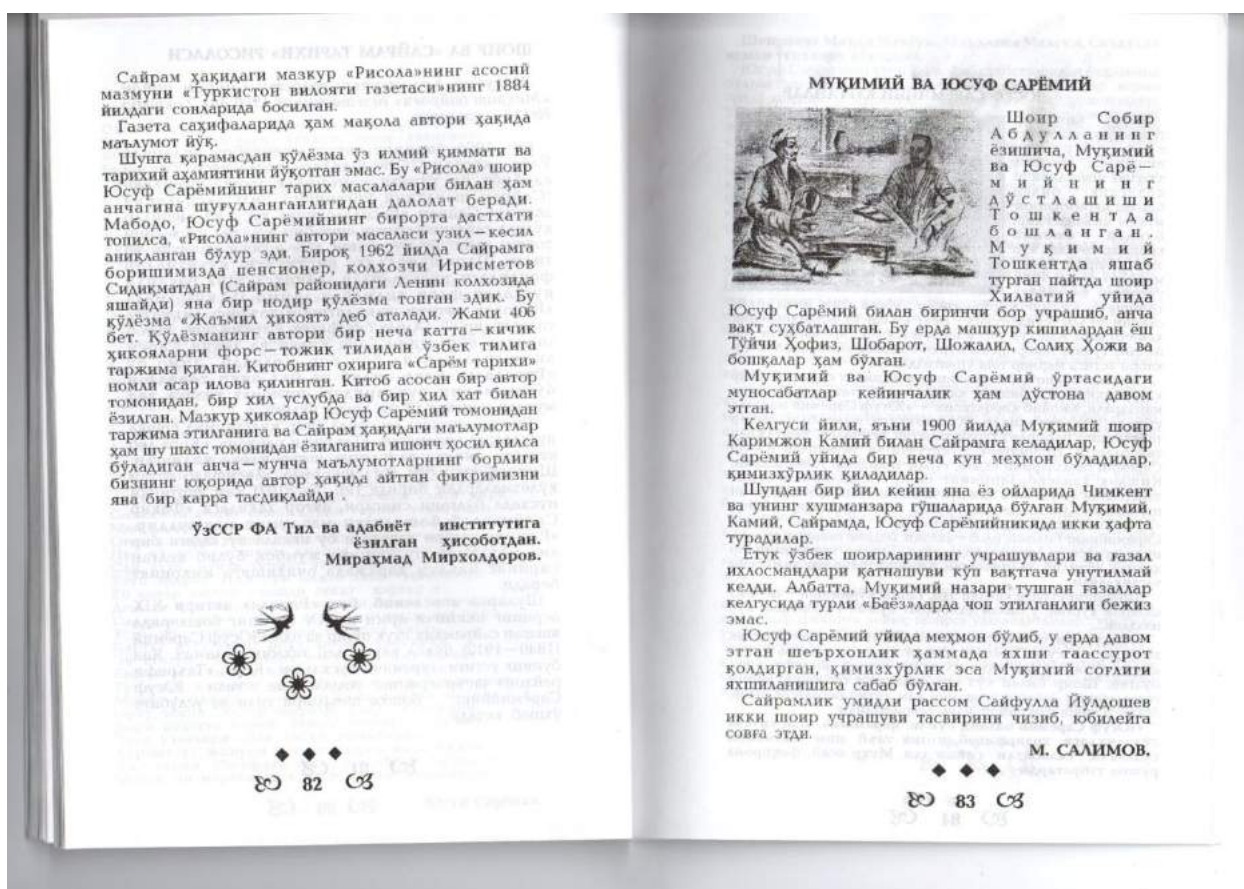 Сайрам ҳақидаги мазкур «Рисола»нинг асосий
мазмуни «Туркистон вилояти газетаси»нинг 1884
йилдаги сонларида босилган.
Газета саҳифаларида ҳам мақола автори ҳақида
маълумот йўқ.
Шунга қарамасдан қўлёзма ўз илмий қиммати ва
тарихий аҳамиятини йўқотган эмас. Бу «Рисола» шоир
Юсуф Сарёмийнинг тарих масалалари билан ҳам
анчагина шуғулланганлигидан далолат беради.
Мабодо, Юсуф Сарёмийнинг бирорта дастхати
топилса, «Рисола»нинг автори масаласи узил—кесил
аниқланган бўлур эди. Бироқ 1962 йилда Сайрамга
боришимизда пенсионер, колхозчи Ирисметов
Сидиқматдан (Сайрам районидаги Ленин колхозида
яшайди) яна бир нодир қўлёзма топган эдик. Бу
қўлёзма «Жаъмил ҳикоят» деб аталади. Жами 406
бет. Қўлёзманинг автори бир неча катта—кичик
ҳикояларни форс—тожик тилидан ўзбек тилига
таржима қилган. Китобнинг охирига «Сарём тарихи»
номли асар илова қилинган. Китоб асосан бир автор
томонидан, бир хил услубда ва бир хил хат билан
ёзилган. Мазкур ҳикоялар Юсуф Сарёмий томонидан
таржима этилганига ва Сайрам ҳақидаги маълумотлар
ҳам шу шахс томонидан ёзилганига ишонч ҳосил қилса
бўладиган анча—мунча маълумотларнинг борлиги
бизнинг юқорида автор ҳақида айтган фикримизни
яна бир карра тасдиқлайди .
ЎзССР ФА Тил ва адабиёт институтига
ёзилган ҳисоботдан.
Мираҳмад Мирхолдоров.
82
МУҚИМИЙ ВА ЮСУФ САРЁМИЙ
Шоир Собир
Абдулланинг
ёзишича, Муқимий
ва Юсуф Сарё—
мийнинг
дўстлашиши
Тошкентда
бошланган.
Муқимий
Тошкентда яшаб
турган пайтда шоир
Хилватий уйида
Юсуф Сарёмий билан биринчи бор учрашиб, анча
вақт суҳбатлашган. Бу ерда машҳур кишилардан ёш
Тўйчи Ҳофиз, Шобарот, Шожалил, Солиҳ Ҳожи ва
бошқалар ҳам бўлган.
Муқимий ва Юсуф Сарёмий ўртасидаги
муносабатлар кейинчалик ҳам дўстона давом
этган.
Келгуси йили, яъни 1900 йилда Муқимий шоир
Каримжон Камий билан Сайрамга келадилар, Юсуф
Сарёмий уйида бир неча кун меҳмон бўладилар,
қимизхўрлик қиладилар.
Шундан бир йил кейин яна ёз ойларида Чимкент
ва унинг хушманзара гўшаларида бўлган Муқимий,
Камий, Сайрамда, Юсуф Сарёмийникида икки ҳафта
турадилар.
Етук ўзбек шоирларининг учрашувлари ва ғазал
ихлосмандлари қатнашуви кўп вақтгача унутилмай
келди. Албатта, Муқимий назари тушган ғазаллар
келгусида турли «Баёз»ларда чоп этилганлиги бежиз
эмас.
Юсуф Сарёмий уйида меҳмон бўлиб, у ерда давом
этган шеърхонлик ҳаммада яхши таассурот
қолдирган, қимизхўрлик эса Муқимий соғлиги
яхшиланишига сабаб бўлган.
Сайрамлик умидли рассом Сайфулла Йўлдошев
икки шоир учрашуви тасвирини чизиб, юбилейга
совға этди.
М. САЛИМОВ.
83